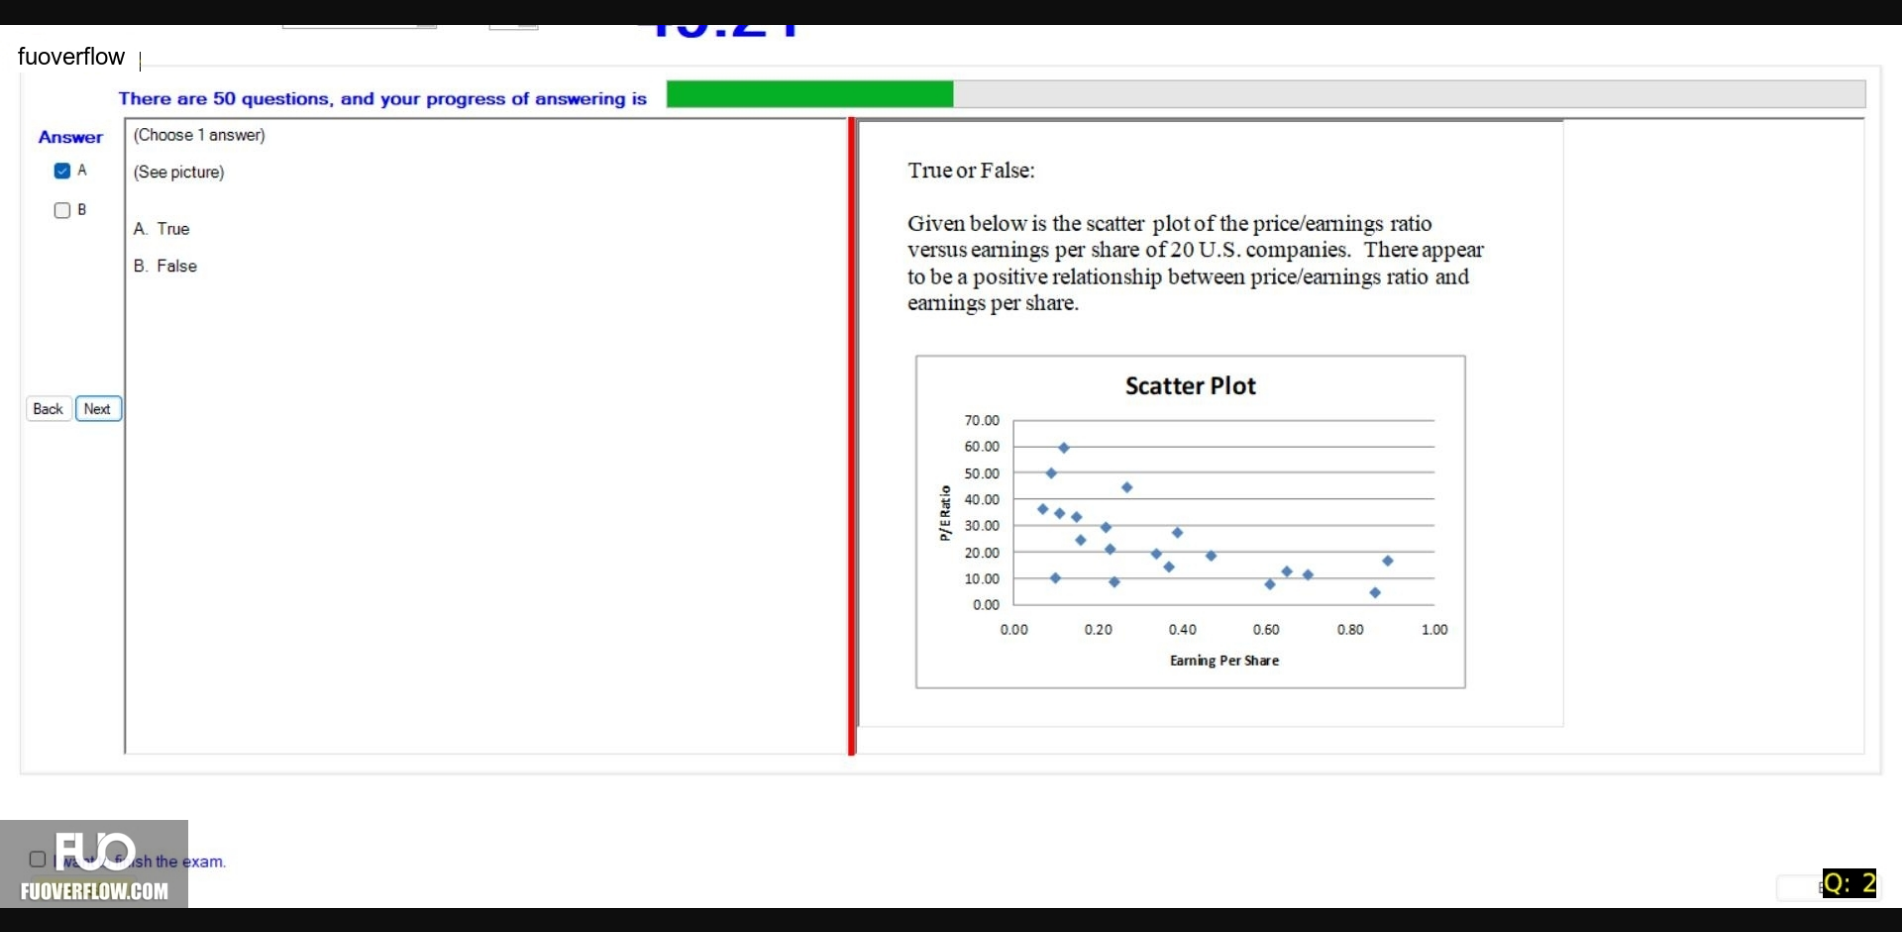 fuoverflow
There are 50 questions, and your progress of answering is
Answer
A
B
Back
Next
(Choose 1 answer)
(See picture)
A. True
B. False
True or False:
Given below is the scatter plot of the price/earnings ratio
versus earnings per share of 20 U.S. companies. There appear
to be a positive relationship between price/earnings ratio and
earnings per share.
Scatter Plot
70.00
60.00
50.00
40.00
30.00
20.00
10.00
0.00
P/E Ratio
0.00 0.20 0.40 0.60 0.80 1.00
Earning Per Share
FUO
the exam.
FUOVERFLOW.COM
Q: 2